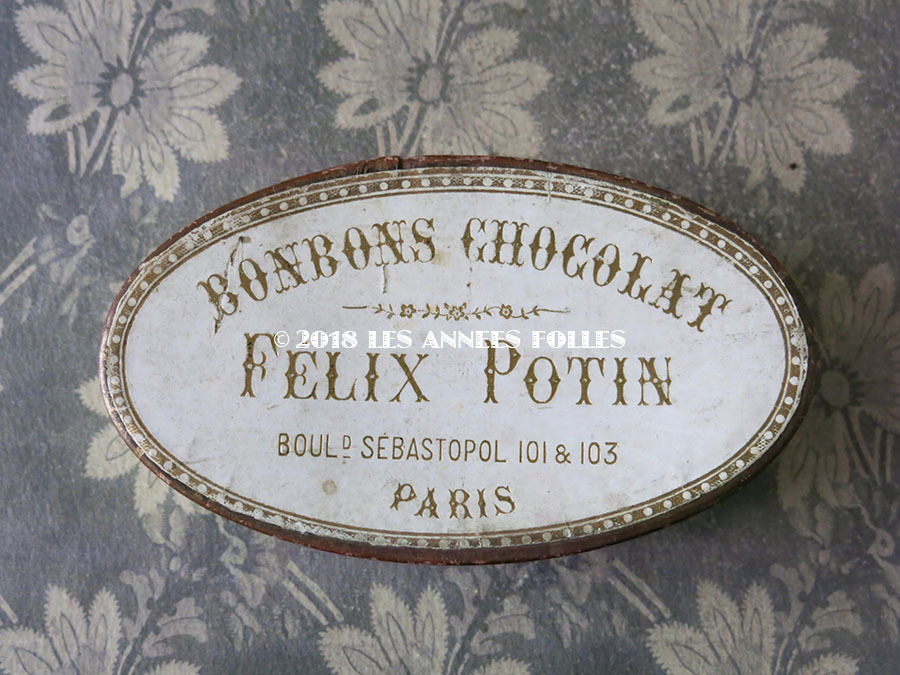 BONBONS CHOCOLAT
© 2018 LES ANNEES FOLLES
FELIX POTIN
BOULD SÉBASTOPOL 101 & 103
PARIS